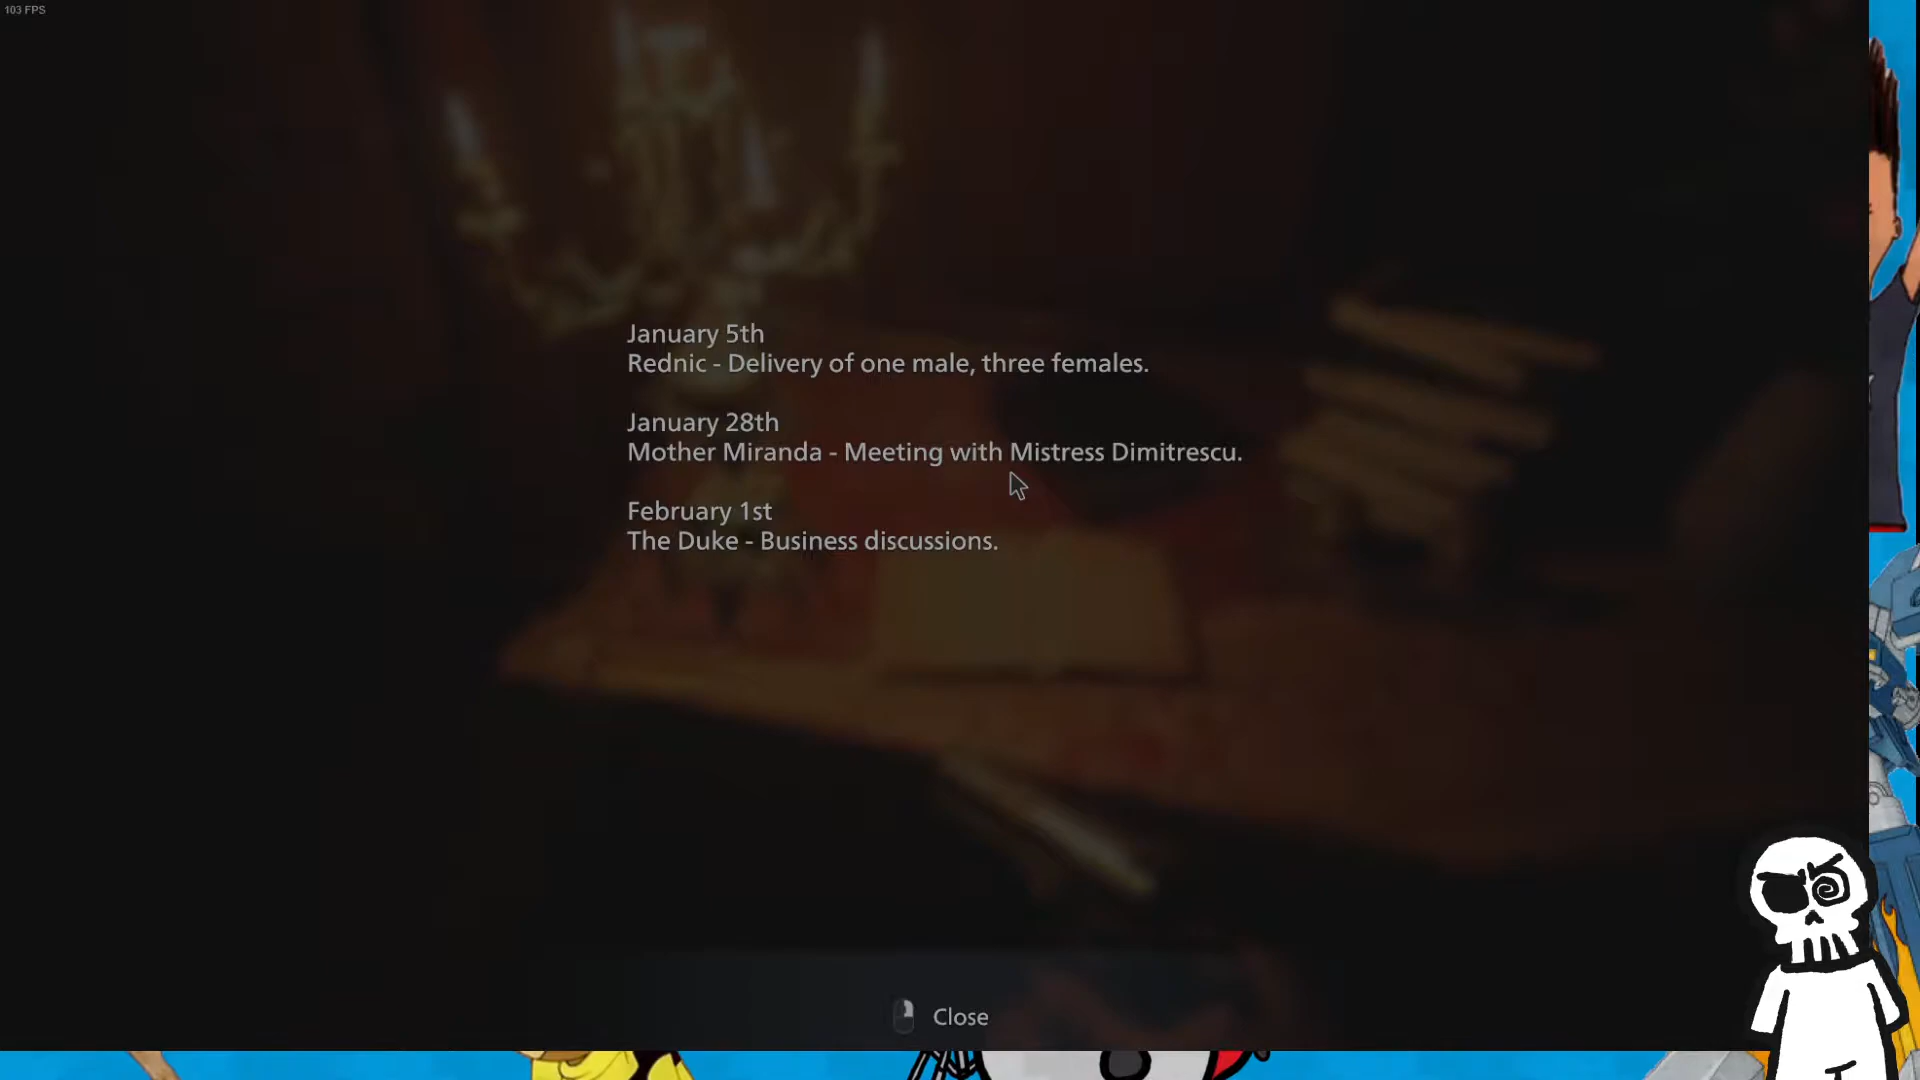 103 FPS
January 5th
Rednic - Delivery of one male, three females.
January 28th
Mother Miranda - Meeting with Mistress Dimitrescu.
February 1st
The Duke - Business discussions.
Close